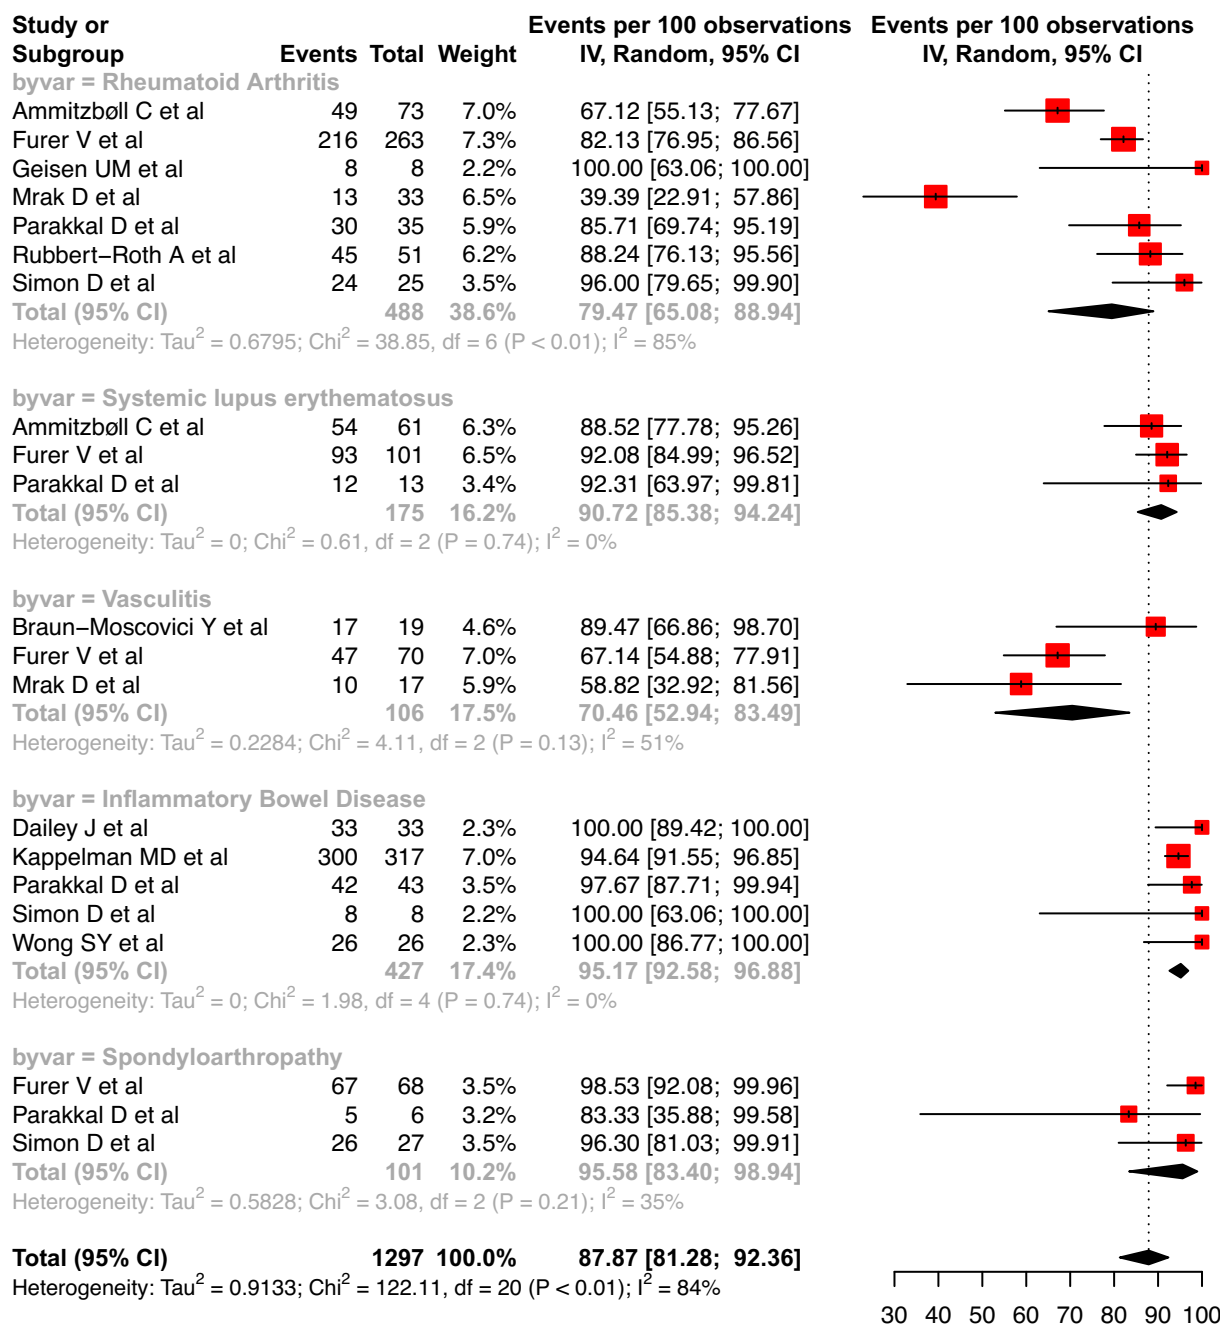 Study or Events per 100 observations Events per 100 observations
Subgroup Events Total Weight IV, Random, 95% CI IV, Random, 95% CI
byvar = Rheumatoid Arthritis
Ammitzbøll C et al 49 73 7.0% 67.12 [55.13; 77.67]
Furer V et al 216 263 7.3% 82.13 [76.95; 86.56]
Geisen UM et al 8 8 2.2% 100.00 [63.06; 100.00]
Mrak D et al 13 33 6.5% 39.39 [22.91; 57.86]
Parakkal D et al 30 35 5.9% 85.71 [69.74; 95.19]
Rubbert−Roth A et al 45 51 6.2% 88.24 [76.13; 95.56]
Simon D et al 24 25 3.5% 96.00 [79.65; 99.90]
Total (95% CI) 488 38.6% 79.47 [65.08; 88.94]
Heterogeneity: Tau² = 0.6795; Chi² = 38.85, df = 6 (P < 0.01); I² = 85%
byvar = Systemic lupus erythematosus
Ammitzbøll C et al 54 61 6.3% 88.52 [77.78; 95.26]
Furer V et al 93 101 6.5% 92.08 [84.99; 96.52]
Parakkal D et al 12 13 3.4% 92.31 [63.97; 99.81]
Total (95% CI) 175 16.2% 90.72 [85.38; 94.24]
Heterogeneity: Tau² = 0; Chi² = 0.61, df = 2 (P = 0.74); I² = 0%
byvar = Vasculitis
Braun−Moscovici Y et al 17 19 4.6% 89.47 [66.86; 98.70]
Furer V et al 47 70 7.0% 67.14 [54.88; 77.91]
Mrak D et al 10 17 5.9% 58.82 [32.92; 81.56]
Total (95% CI) 106 17.5% 70.46 [52.94; 83.49]
Heterogeneity: Tau² = 0.2284; Chi² = 4.11, df = 2 (P = 0.13); I² = 51%
byvar = Inflammatory Bowel Disease
Dailey J et al 33 33 2.3% 100.00 [89.42; 100.00]
Kappelman MD et al 300 317 7.0% 94.64 [91.55; 96.85]
Parakkal D et al 42 43 3.5% 97.67 [87.71; 99.94]
Simon D et al 8 8 2.2% 100.00 [63.06; 100.00]
Wong SY et al 26 26 2.3% 100.00 [86.77; 100.00]
Total (95% CI) 427 17.4% 95.17 [92.58; 96.88]
Heterogeneity: Tau² = 0; Chi² = 1.98, df = 4 (P = 0.74); I² = 0%
byvar = Spondyloarthropathy
Furer V et al 67 68 3.5% 98.53 [92.08; 99.96]
Parakkal D et al 5 6 3.2% 83.33 [35.88; 99.58]
Simon D et al 26 27 3.5% 96.30 [81.03; 99.91]
Total (95% CI) 101 10.2% 95.58 [83.40; 98.94]
Heterogeneity: Tau² = 0.5828; Chi² = 3.08, df = 2 (P = 0.21); I² = 35%
Total (95% CI) 1297 100.0% 87.87 [81.28; 92.36]
Heterogeneity: Tau² = 0.9133; Chi² = 122.11, df = 20 (P < 0.01); I² = 84%
30 40 50 60 70 80 90 100